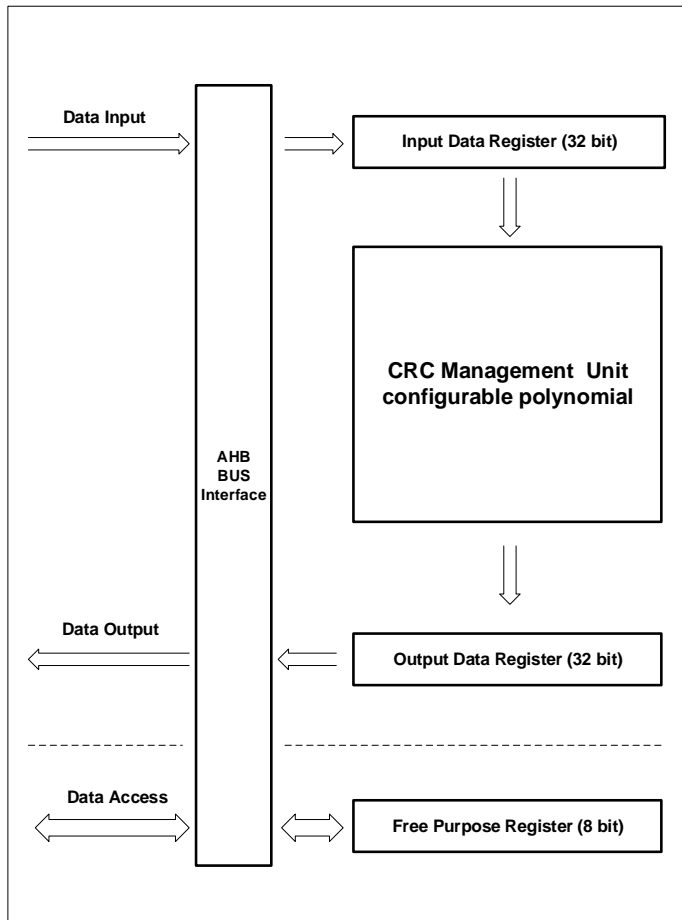 Data Input
Input Data Register (32 bit)
CRC Management Unit
configurable polynomial
AHB
BUS
Interface
Data Output
Output Data Register (32 bit)
Data Access
Free Purpose Register (8 bit)